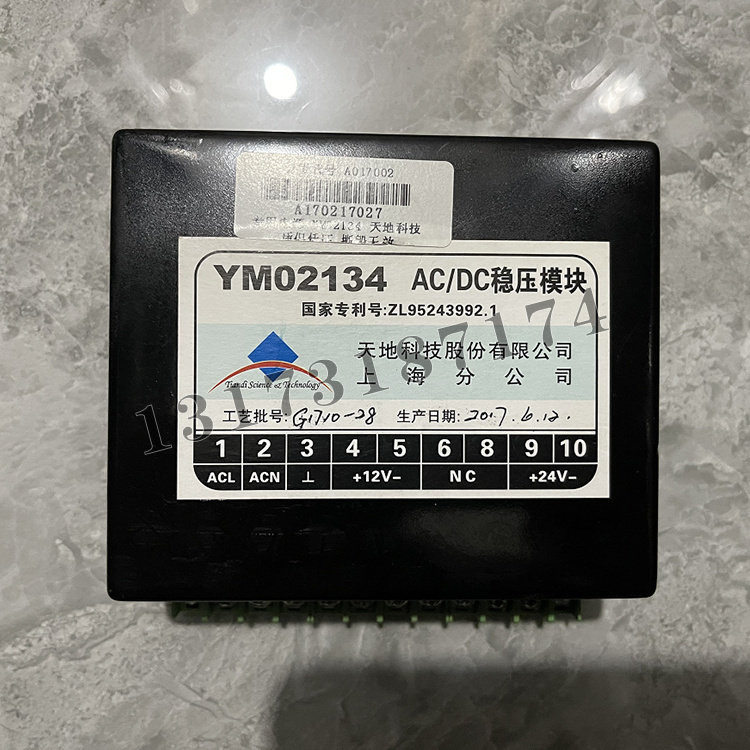 A017002
A170217027
天地科技
YM02134 AC/DC稳压模块
国家专利号:ZL95243992.1
天地科技股份有限公司
上海分公司
Tiandi Science & Technology
13173187174
工艺批号: G1710-28 生产日期: 2017.6.12.
1 2 3 4 5 6 8 9 10
ACL ACN ⊥ +12V- NC +24V-